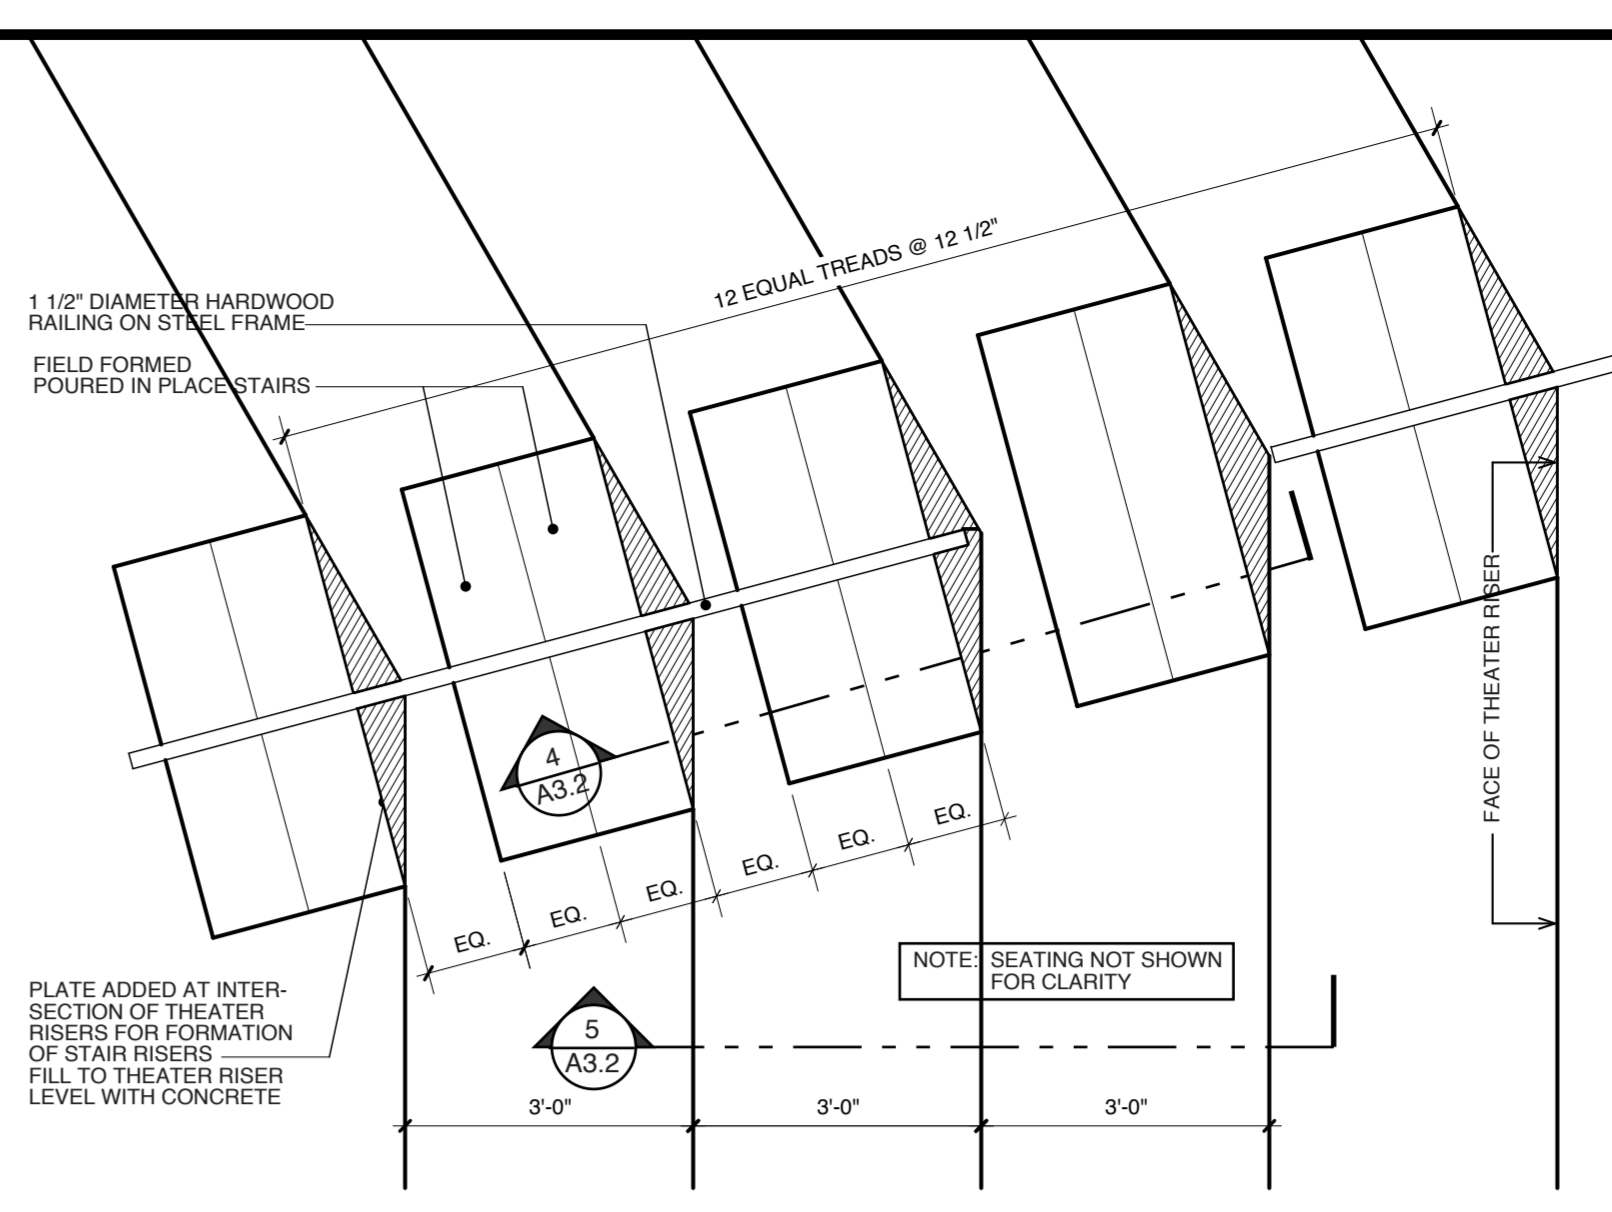 12 EQUAL TREADS @ 12 1/2"
1 1/2" DIAMETER HARDWOOD
RAILING ON STEEL FRAME
FIELD FORMED
POURED IN PLACE STAIRS
FACE OF THEATER RISER
4
A3.2
EQ.
EQ.
EQ.
EQ.
EQ.
EQ.
NOTE: SEATING NOT SHOWN
FOR CLARITY
PLATE ADDED AT INTER-
SECTION OF THEATER
RISERS FOR FORMATION
OF STAIR RISERS
FILL TO THEATER RISER
LEVEL WITH CONCRETE
5
A3.2
3'-0"
3'-0"
3'-0"